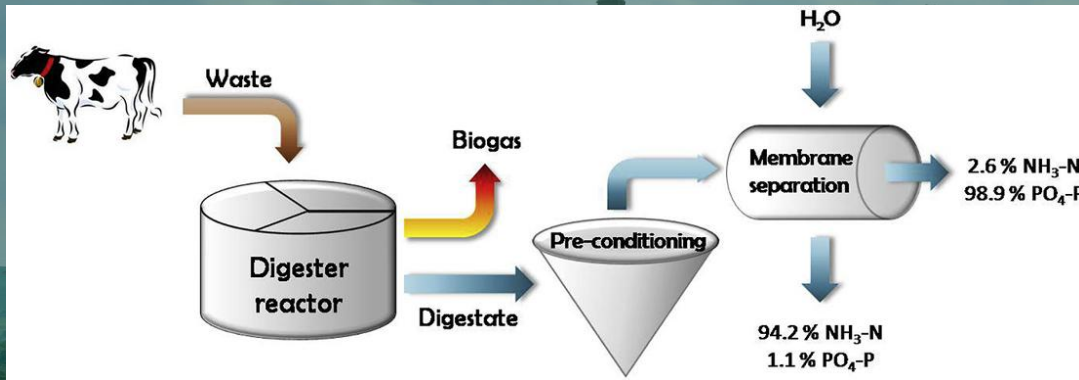 Waste
Digester
reactor
Biogas
Digestate
Pre-conditioning
H₂O
Membrane
separation
2.6 % NH₃-N
98.9 % PO₄-P
94.2 % NH₃-N
1.1 % PO₄-P